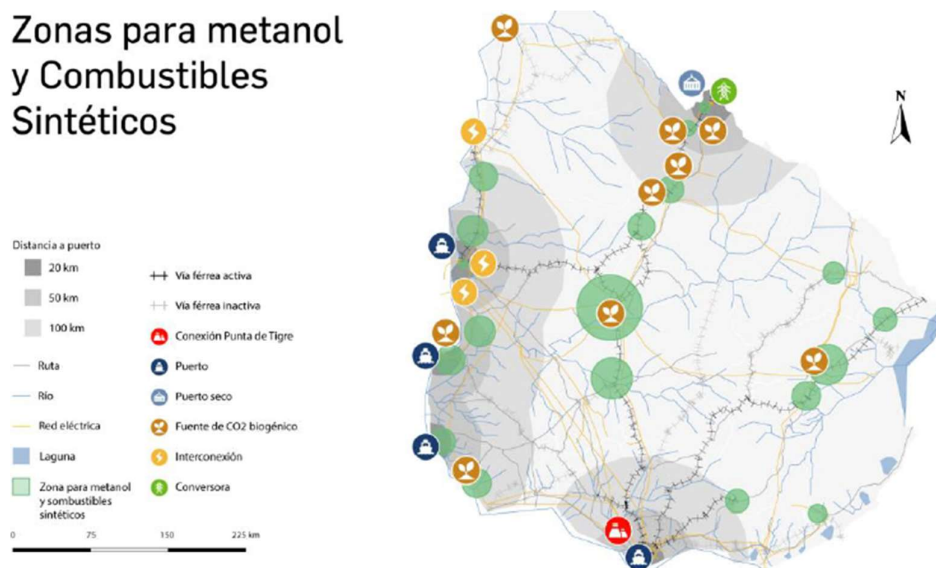 Zonas para metanol
y Combustibles
Sintéticos
N
Distancia a puerto
20 km
50 km
100 km
Ruta
Río
Red eléctrica
Laguna
Zona para metanol
y sombustibles
sintéticos
Vía férrea activa
Vía férrea inactiva
Conexión Punta de Tigre
Puerto
Puerto seco
Fuente de CO2 biogénico
Interconexión
Conversora
0 75 150 225 km